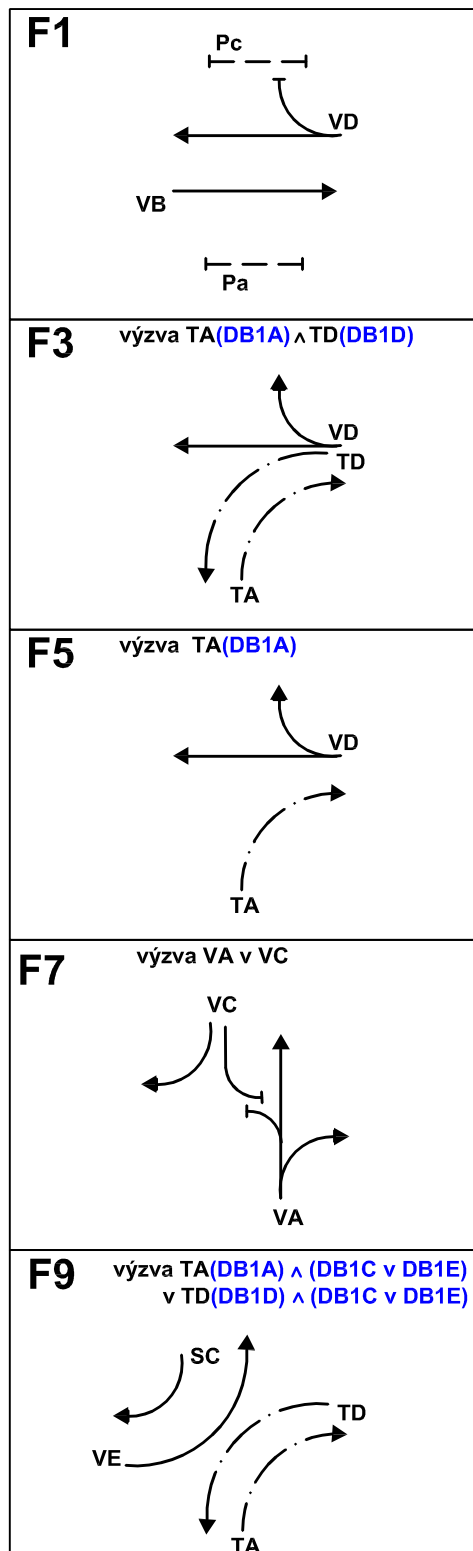 F1
Pc
VD
VB
Pa
F3
výzva TA(DB1A) ∧ TD(DB1D)
VD
TD
TA
F5
výzva TA(DB1A)
VD
TA
F7
výzva VA v VC
VC
VA
F9
výzva TA(DB1A) ∧ (DB1C v DB1E)
v TD(DB1D) ∧ (DB1C v DB1E)
SC
TD
VE
TA